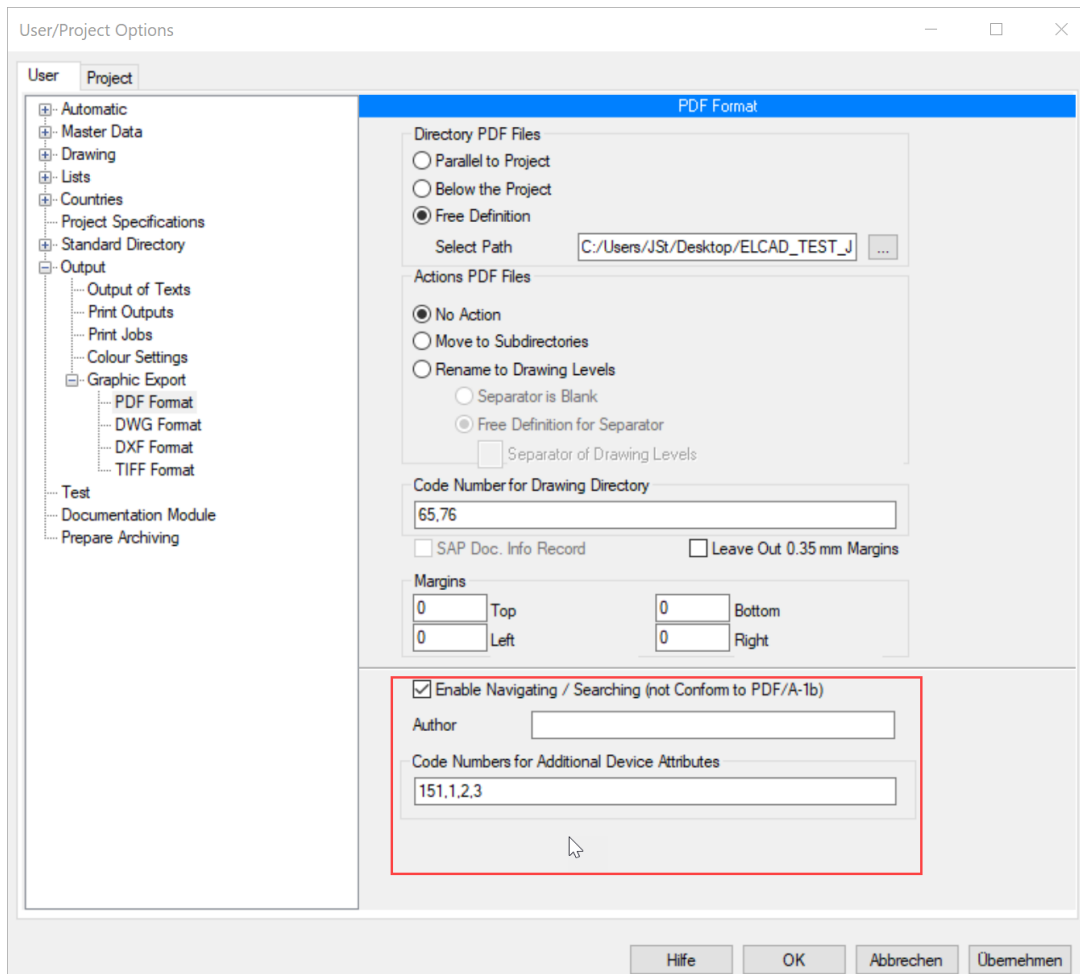 User/Project Options
User
Project
Automatic
Master Data
Drawing
Lists
Countries
Project Specifications
Standard Directory
Output
Output of Texts
Print Outputs
Print Jobs
Colour Settings
Graphic Export
PDF Format
DWG Format
DXF Format
TIFF Format
Test
Documentation Module
Prepare Archiving
PDF Format
Directory PDF Files
Parallel to Project
Below the Project
Free Definition
Select Path C:/Users/JSt/Desktop/ELCAD_TEST_J ...
Actions PDF Files
No Action
Move to Subdirectories
Rename to Drawing Levels
Separator is Blank
Free Definition for Separator
Separator of Drawing Levels
Code Number for Drawing Directory
65,76
SAP Doc. Info Record Leave Out 0.35 mm Margins
Margins
0 Top 0 Bottom
0 Left 0 Right
Enable Navigating / Searching (not Conform to PDF/A-1b)
Author
Code Numbers for Additional Device Attributes
151,1,2,3
Hilfe OK Abbrechen Übernehmen